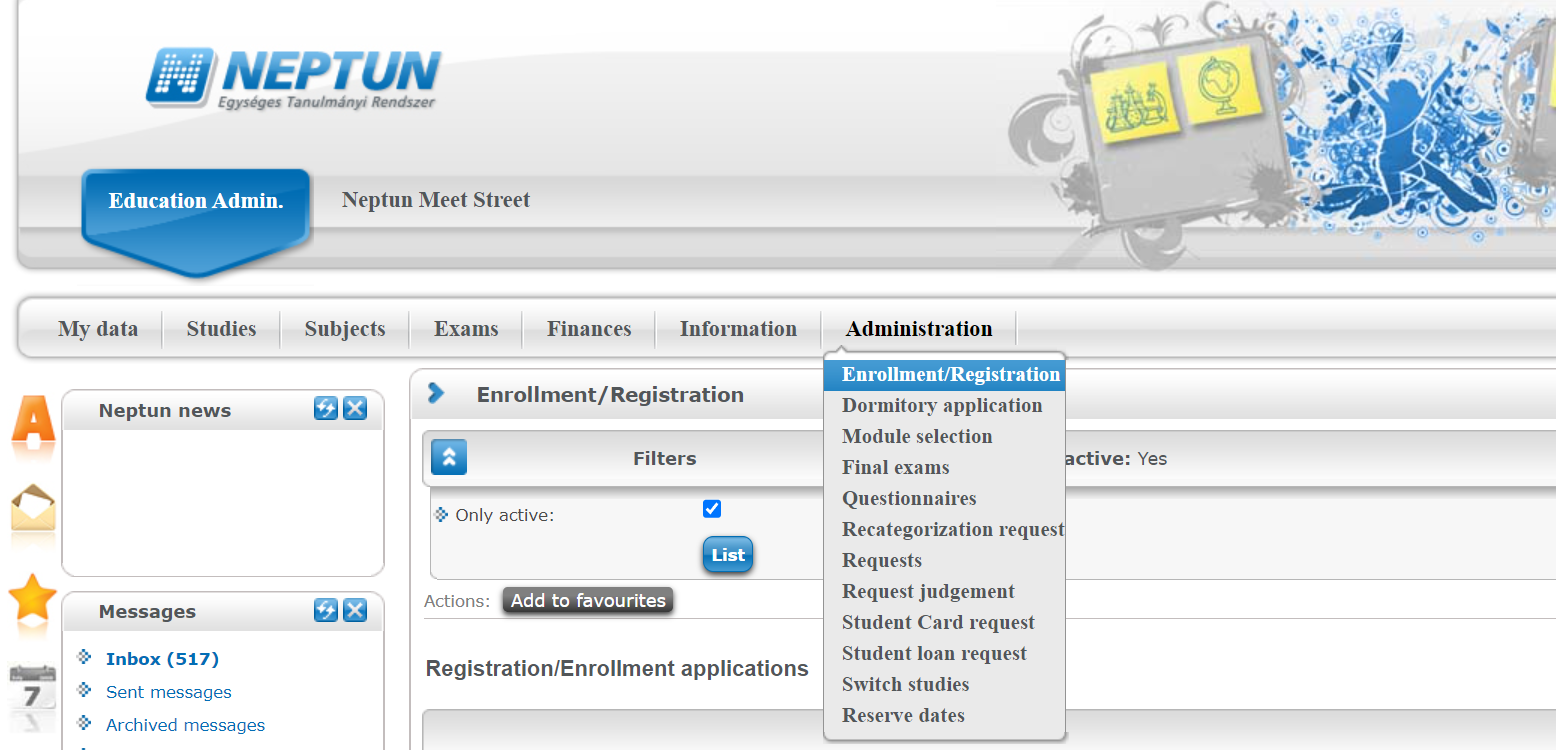 NEPTUN
Egységes Tanulmányi Rendszer
Education Admin.
Neptun Meet Street
My data
Studies
Subjects
Exams
Finances
Information
Administration
Enrollment/Registration
Dormitory application
Module selection
Final exams
Questionnaires
Recategorization request
Requests
Request judgement
Student Card request
Student loan request
Switch studies
Reserve dates
Neptun news
Messages
Inbox (517)
Sent messages
Archived messages
A
7
Enrollment/Registration
Filters
active: Yes
Only active:
List
Actions:
Add to favourites
Registration/Enrollment applications